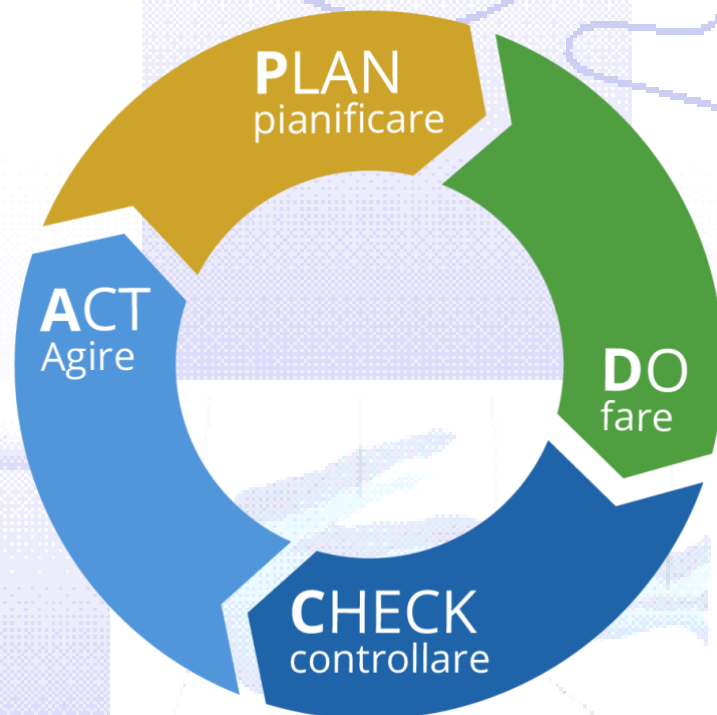 PLAN
pianificare
DO
fare
CHECK
controllare
ACT
Agire